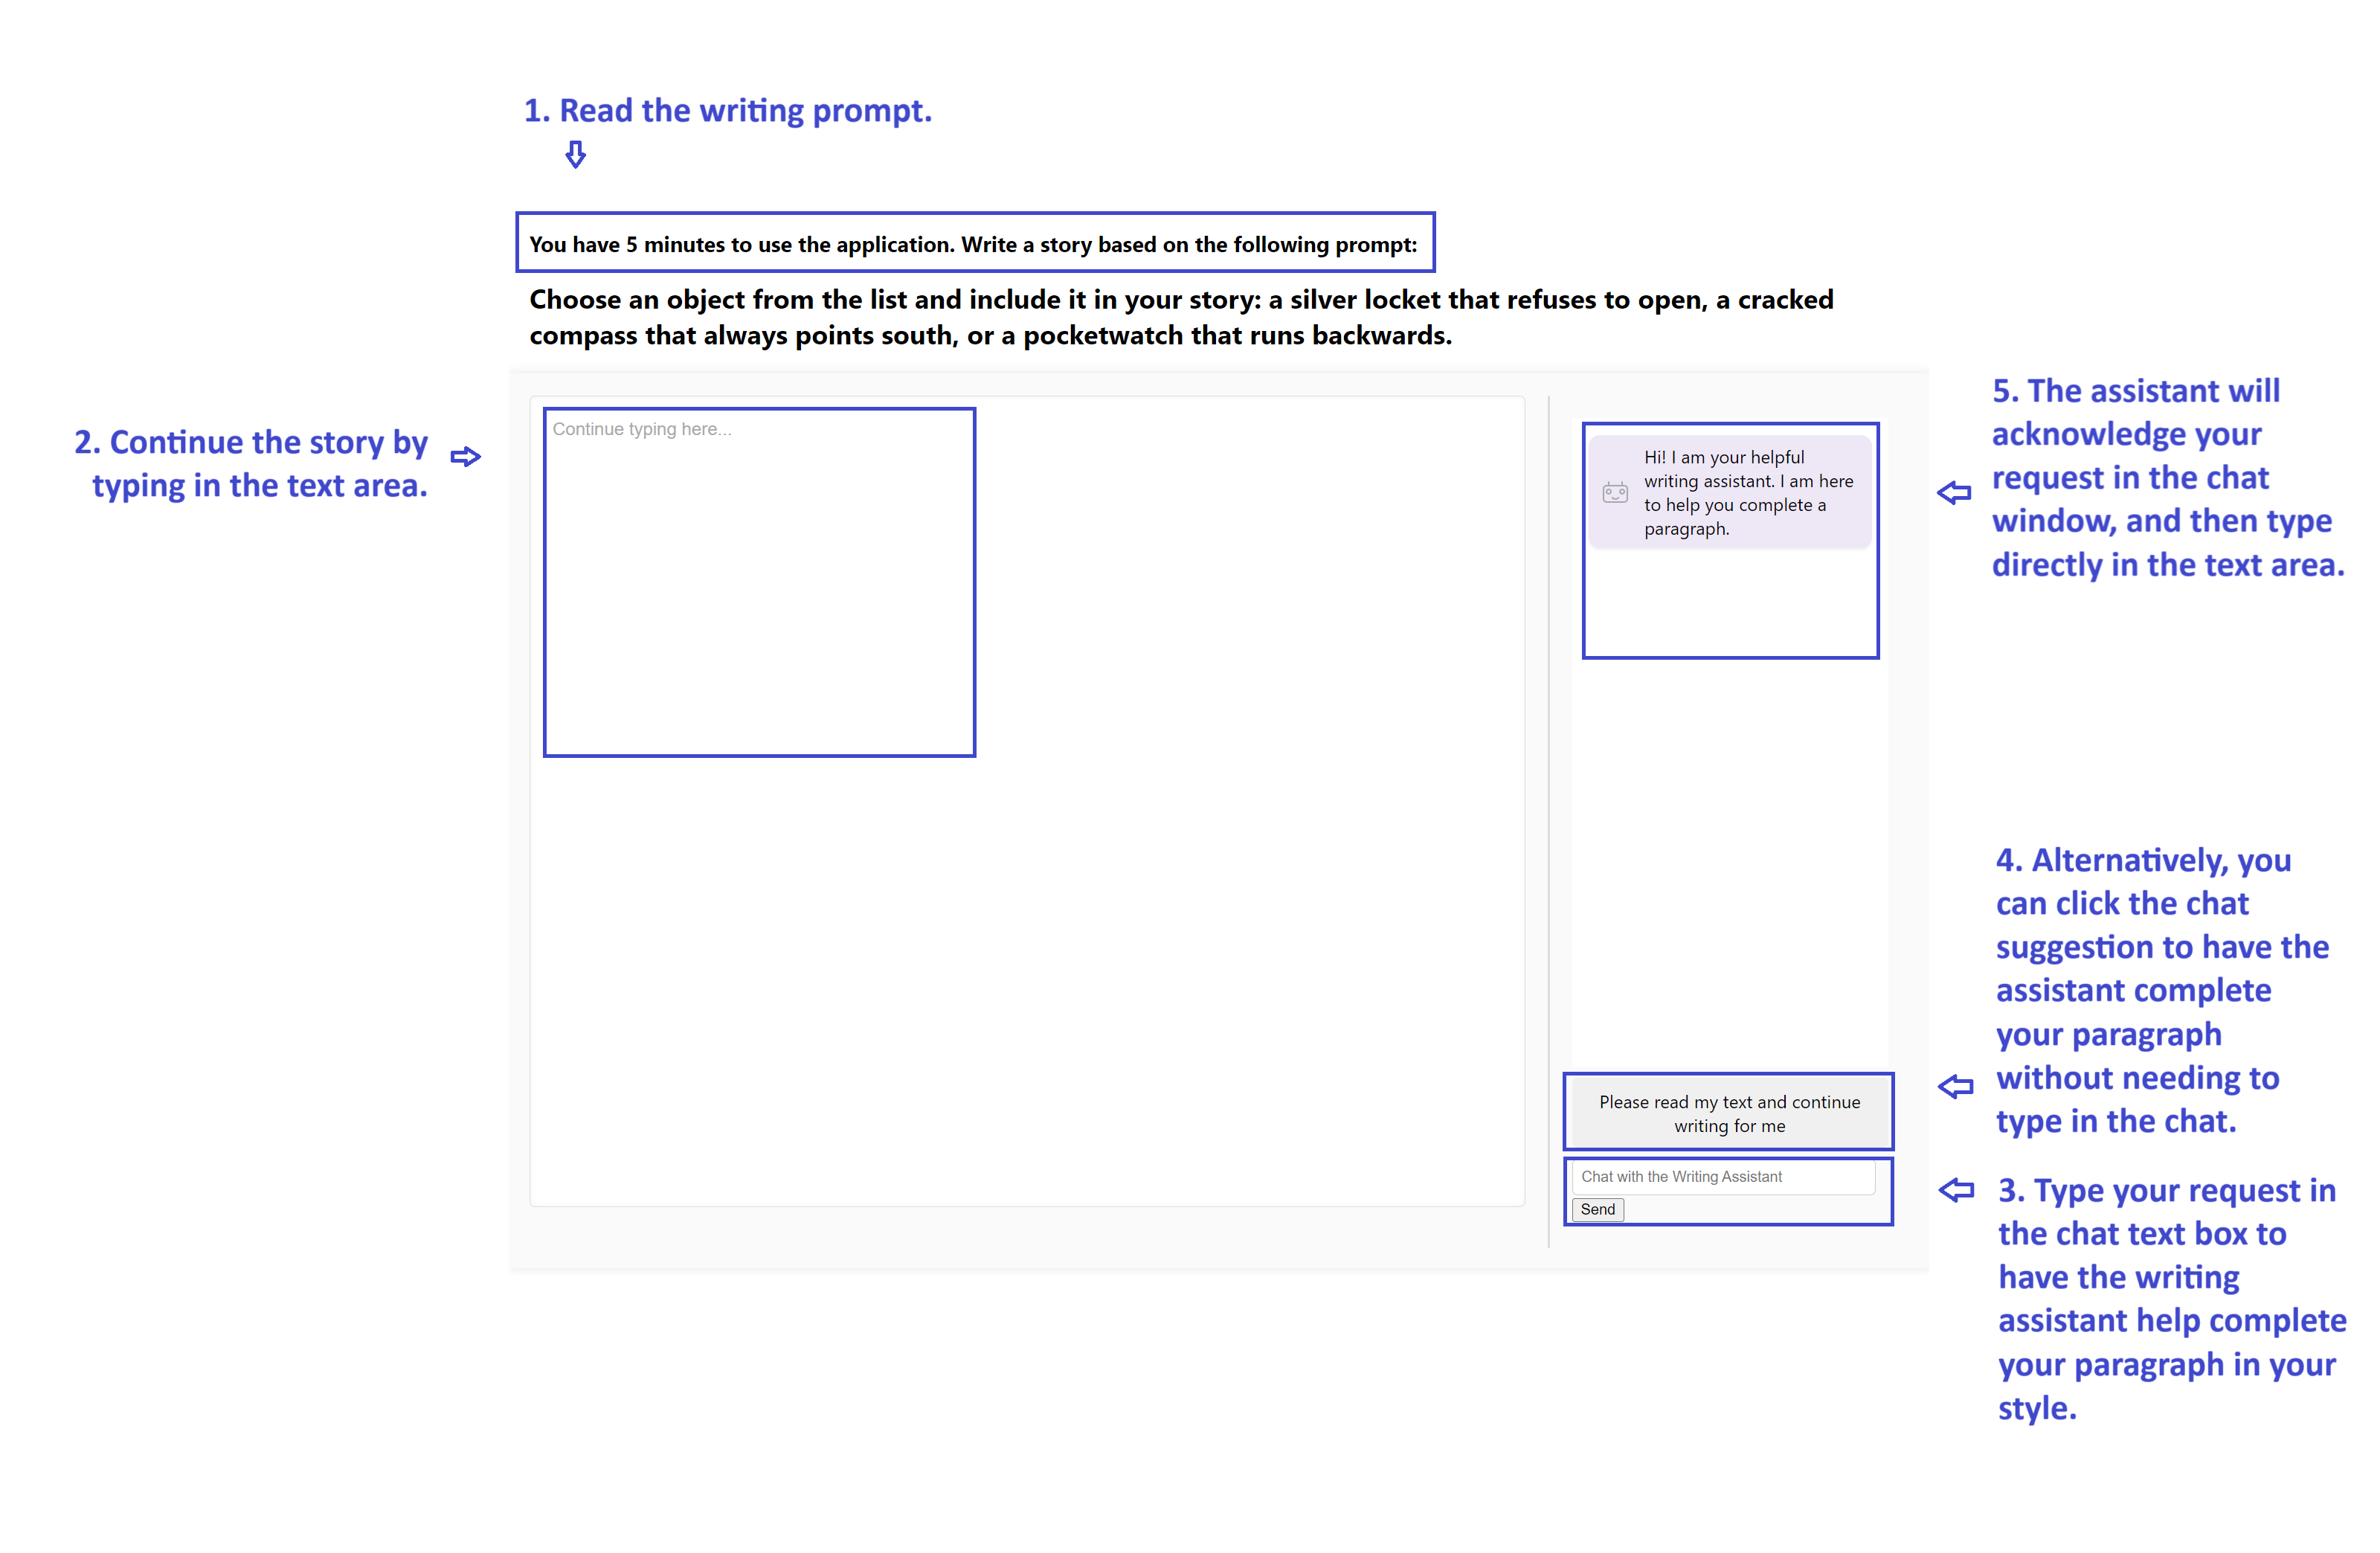 1. Read the writing prompt.
You have 5 minutes to use the application. Write a story based on the following prompt:
Choose an object from the list and include it in your story: a silver locket that refuses to open, a cracked
compass that always points south, or a pocketwatch that runs backwards.
2. Continue the story by
typing in the text area.
Continue typing here...
Hi! I am your helpful
writing assistant. I am here
to help you complete a
paragraph.
5. The assistant will
acknowledge your
request in the chat
window, and then type
directly in the text area.
4. Alternatively, you
can click the chat
suggestion to have the
assistant complete
your paragraph
without needing to
type in the chat.
Please read my text and continue
writing for me
Chat with the Writing Assistant
Send
3. Type your request in
the chat text box to
have the writing
assistant help complete
your paragraph in your
style.